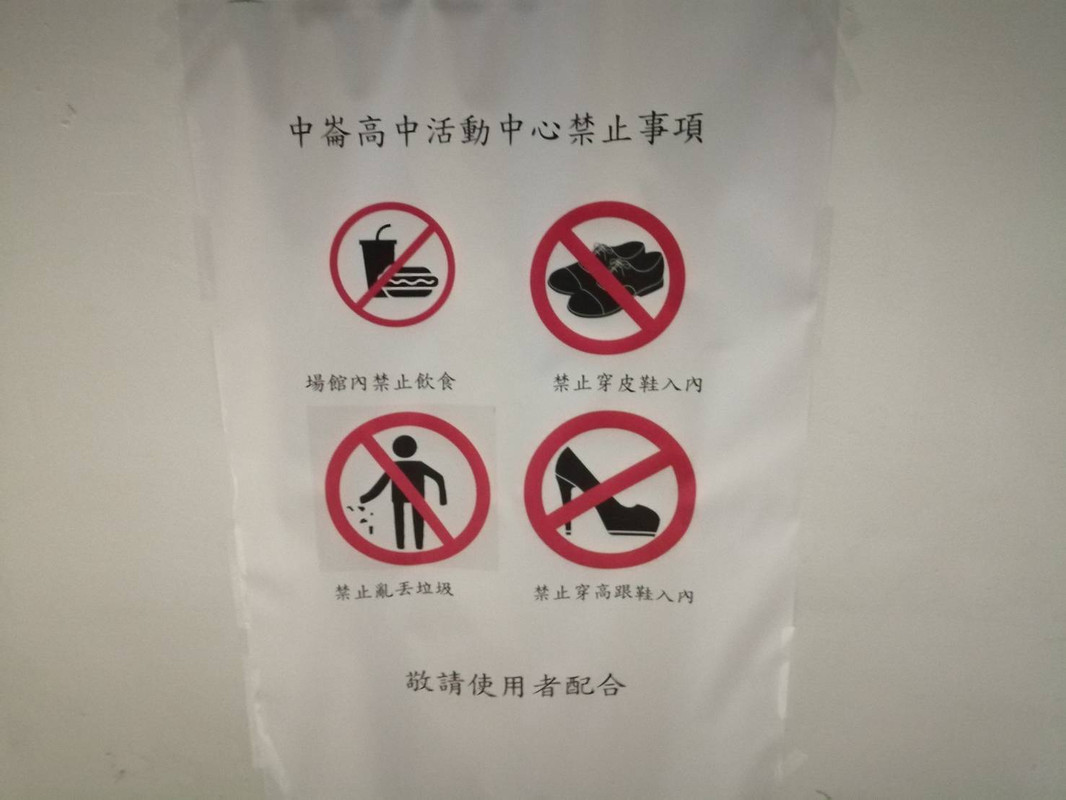 中崙高中活動中心禁止事項
場館內禁止飲食
禁止穿皮鞋入內
禁止亂丟垃圾
禁止穿高跟鞋入內
敬請使用者配合